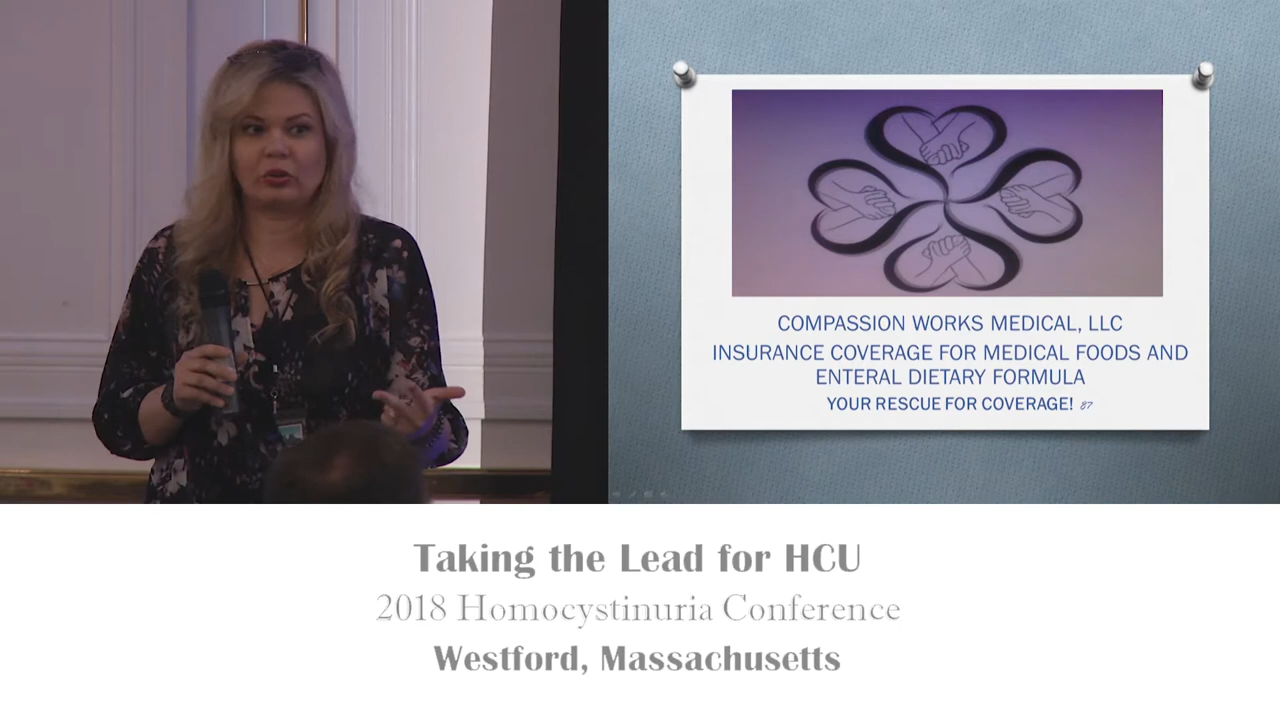 COMPASSION WORKS MEDICAL, LLC
INSURANCE COVERAGE FOR MEDICAL FOODS AND
ENTERAL DIETARY FORMULA
YOUR RESCUE FOR COVERAGE! 87
Taking the Lead for HCU
2018 Homocystinuria Conference
Westford, Massachusetts